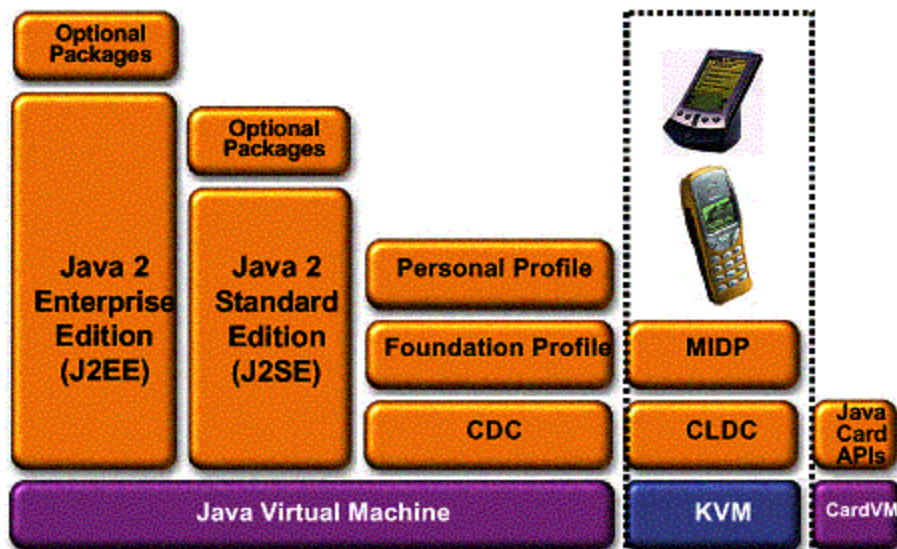 Optional
Packages
Java 2
Enterprise
Edition
(J2EE)
Optional
Packages
Java 2
Standard
Edition
(J2SE)
Personal Profile
Foundation Profile
CDC
MIDP
CLDC
Java
Card
APIs
Java Virtual Machine
KVM
CardVM